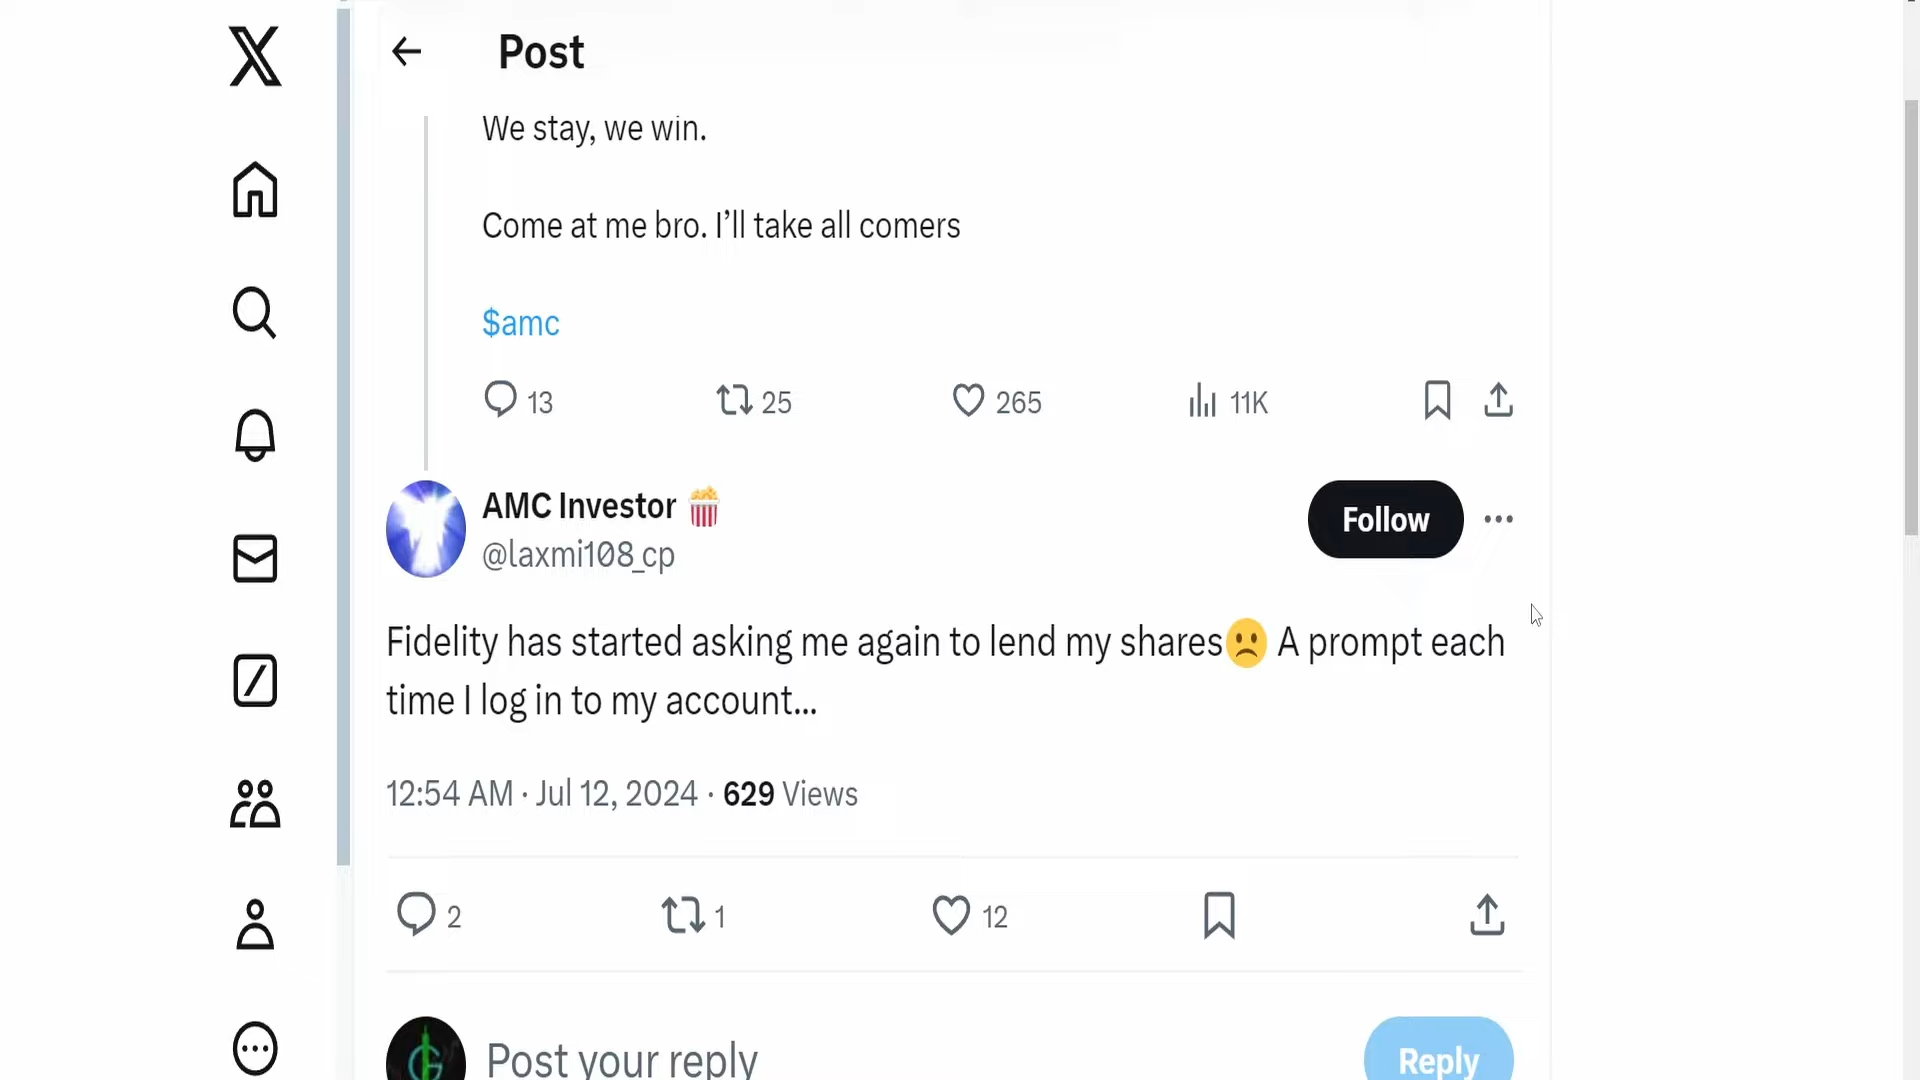 Post
We stay, we win.
Come at me bro. I’ll take all comers
$amc
13 25 265 11K
AMC Investor 🍿
@laxmi108_cp
Follow
Fidelity has started asking me again to lend my shares🙁 A prompt each
time I log in to my account...
12:54 AM · Jul 12, 2024 · 629 Views
2 1 12
Post your reply
Reply